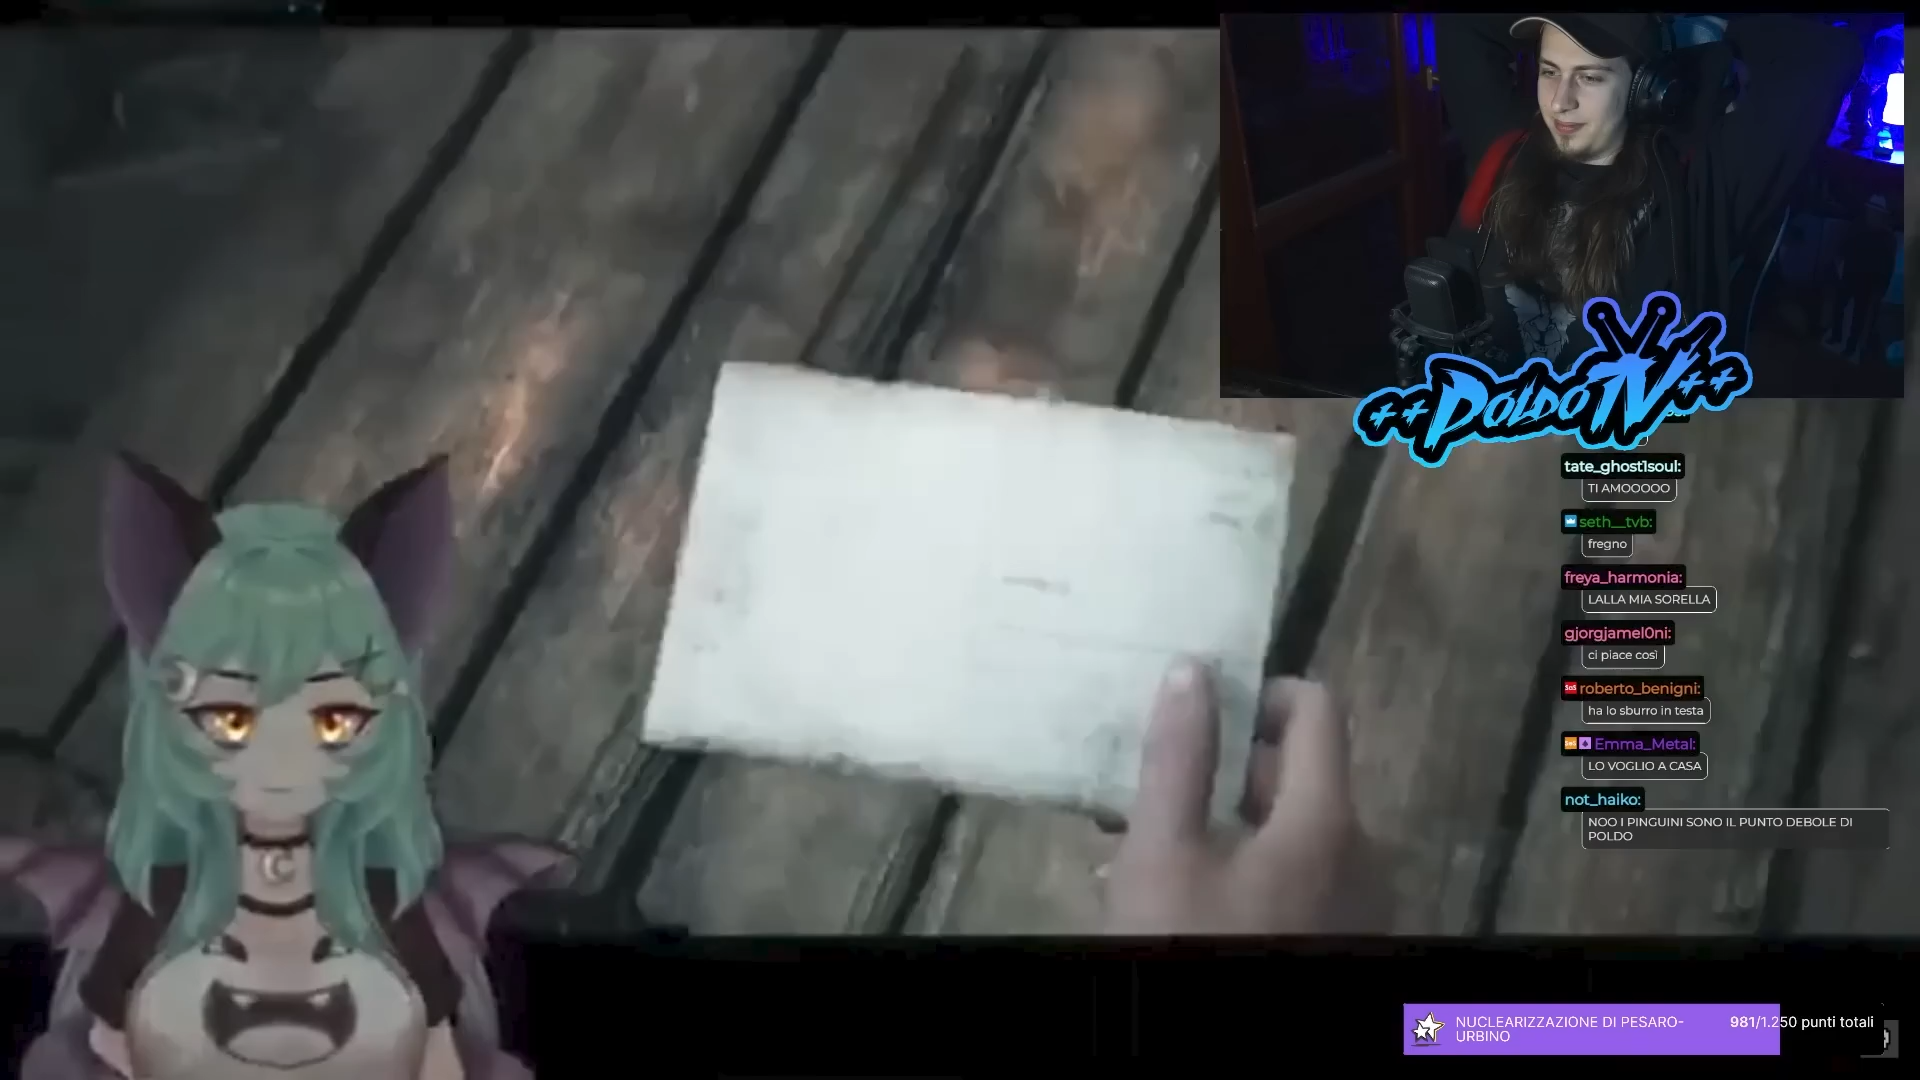 ++POLDOTV++
tate_ghost1soul:
TI AMOOOOO
seth__tvb:
fregno
freya_harmonia:
LALLA MIA SORELLA
gjorgjamel0ni:
ci piace così
roberto_benigni:
ha lo sburro in testa
Emma_Metal:
LO VOGLIO A CASA
not_haiko:
NOO I PINGUINI SONO IL PUNTO DEBOLE DI
POLDO
NUCLEARIZZAZIONE DI PESARO-
URBINO
981/1.250 punti totali